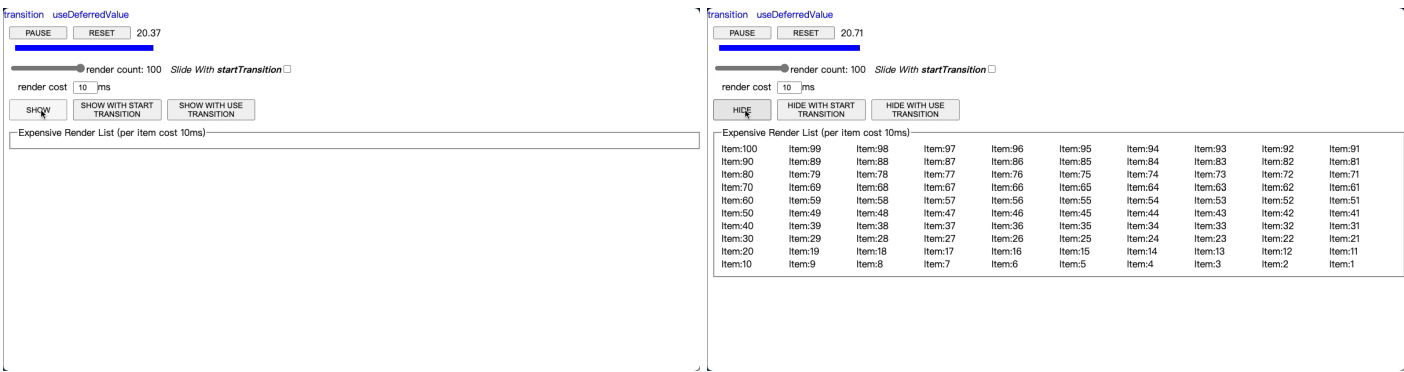 transition useDeferredValue
PAUSE RESET 20.37
render count: 100 Slide With startTransition
render cost 10 ms
SHOW SHOW WITH START TRANSITION SHOW WITH USE TRANSITION
Expensive Render List (per item cost 10ms)
transition useDeferredValue
PAUSE RESET 20.71
render count: 100 Slide With startTransition
render cost 10 ms
HIDE HIDE WITH START TRANSITION HIDE WITH USE TRANSITION
Expensive Render List (per item cost 10ms)
Item:100 Item:99 Item:98 Item:97 Item:96 Item:95 Item:94 Item:93 Item:92 Item:91
Item:90 Item:89 Item:88 Item:87 Item:86 Item:85 Item:84 Item:83 Item:82 Item:81
Item:80 Item:79 Item:78 Item:77 Item:76 Item:75 Item:74 Item:73 Item:72 Item:71
Item:70 Item:69 Item:68 Item:67 Item:66 Item:65 Item:64 Item:63 Item:62 Item:61
Item:60 Item:59 Item:58 Item:57 Item:56 Item:55 Item:54 Item:53 Item:52 Item:51
Item:50 Item:49 Item:48 Item:47 Item:46 Item:45 Item:44 Item:43 Item:42 Item:41
Item:40 Item:39 Item:38 Item:37 Item:36 Item:35 Item:34 Item:33 Item:32 Item:31
Item:30 Item:29 Item:28 Item:27 Item:26 Item:25 Item:24 Item:23 Item:22 Item:21
Item:20 Item:19 Item:18 Item:17 Item:16 Item:15 Item:14 Item:13 Item:12 Item:11
Item:10 Item:9 Item:8 Item:7 Item:6 Item:5 Item:4 Item:3 Item:2 Item:1